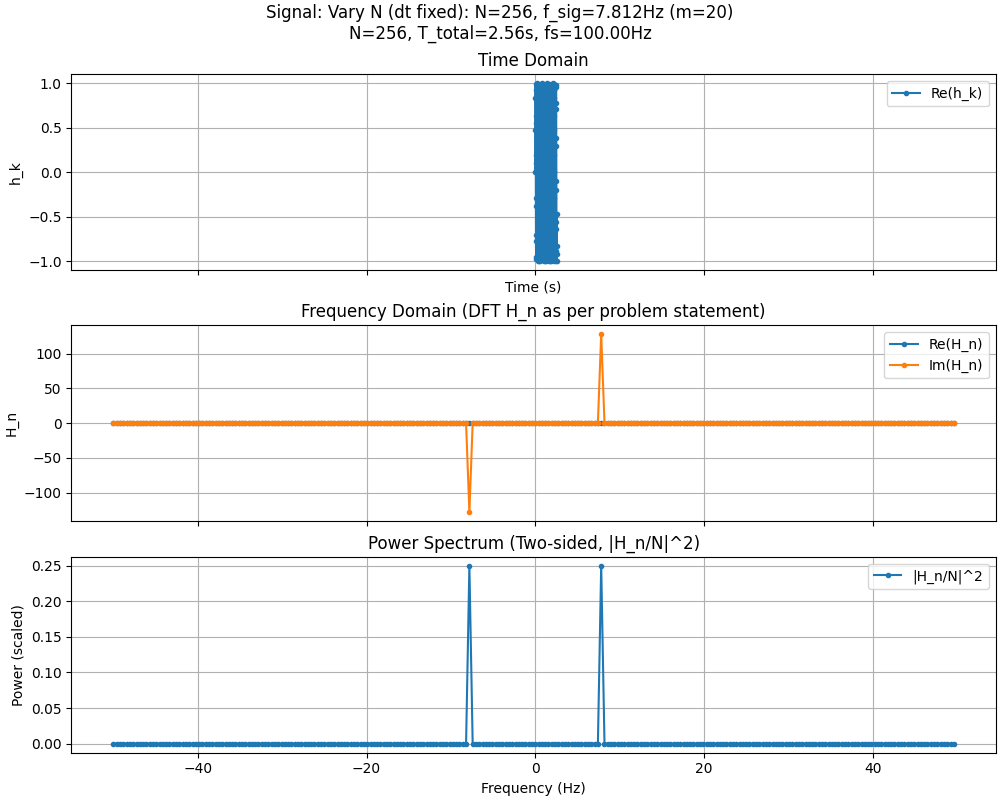 Signal: Vary N (dt fixed): N=256, f_sig=7.812Hz (m=20)
N=256, T_total=2.56s, fs=100.00Hz
Time Domain
1.0
0.5
0.0
−0.5
−1.0
h_k
Re(h_k)
Time (s)
Frequency Domain (DFT H_n as per problem statement)
100
50
0
−50
−100
H_n
Re(H_n)
Im(H_n)
Power Spectrum (Two-sided, |H_n/N|^2)
0.25
0.20
0.15
0.10
0.05
0.00
Power (scaled)
|H_n/N|^2
−40
−20
0
20
40
Frequency (Hz)